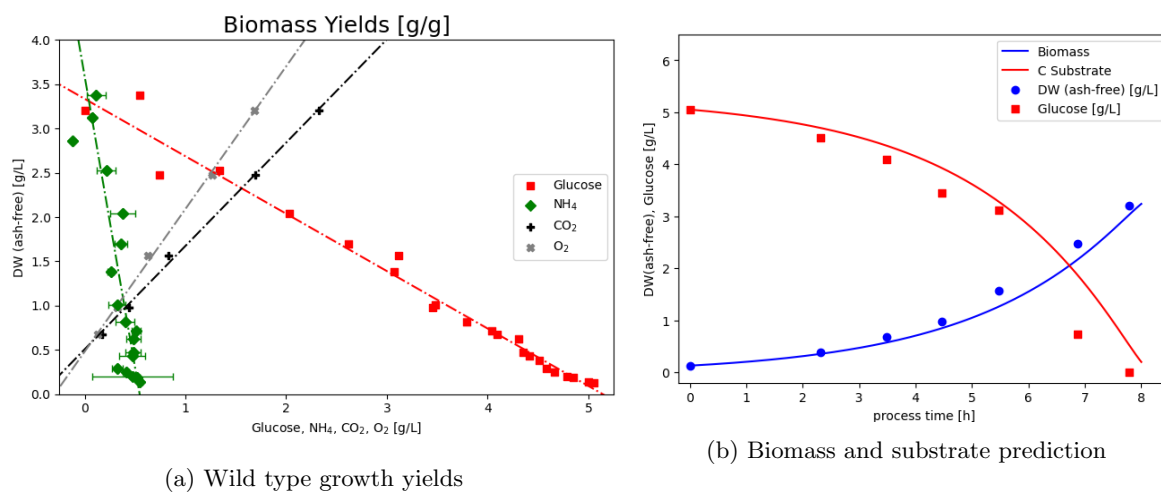 Biomass Yields [g/g]
DW (ash-free) [g/L]
4.0
3.5
3.0
2.5
2.0
1.5
1.0
0.5
0.0
Glucose
NH₄
CO₂
O₂
0 1 2 3 4 5
Glucose, NH₄, CO₂, O₂ [g/L]
(a) Wild type growth yields
DW(ash-free), Glucose [g/L]
6
5
4
3
2
1
0
Biomass
C Substrate
DW (ash-free) [g/L]
Glucose [g/L]
0 1 2 3 4 5 6 7 8
process time [h]
(b) Biomass and substrate prediction